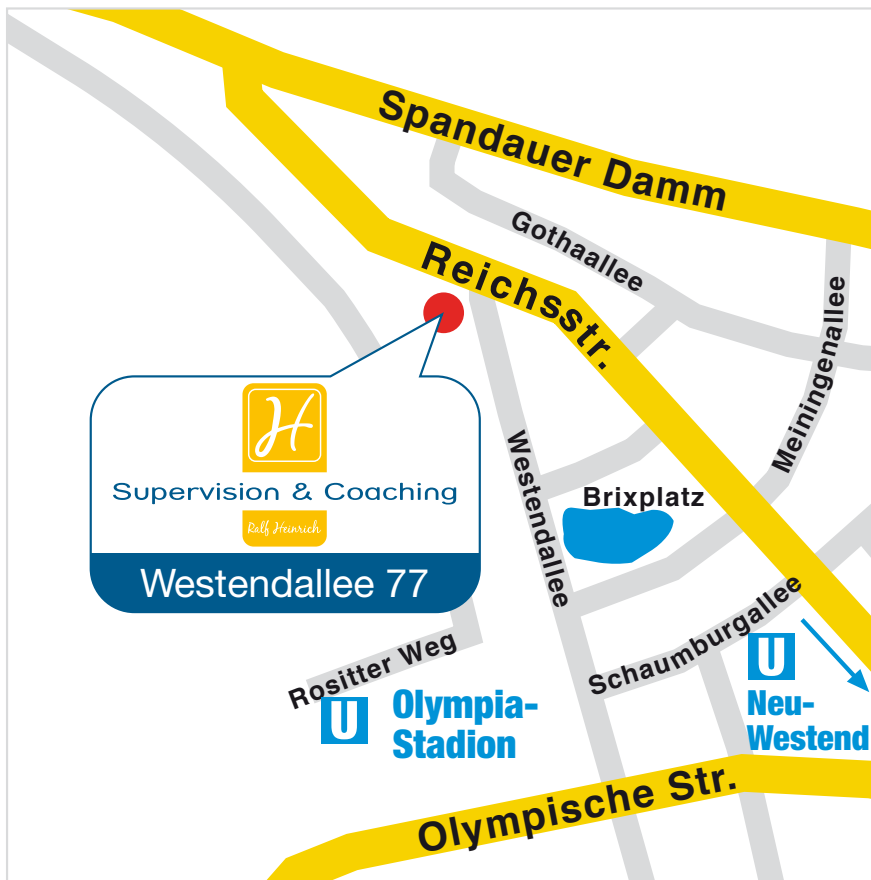 Spandauer Damm
Gothaallee
Reichsstr.
Meiningenallee
H
Supervision & Coaching
Ralf Heinrich
Westendallee 77
Westendallee
Brixplatz
Schaumburgallee
Rositter Weg
U
Olympia-
Stadion
U
Neu-
Westend
Olympische Str.